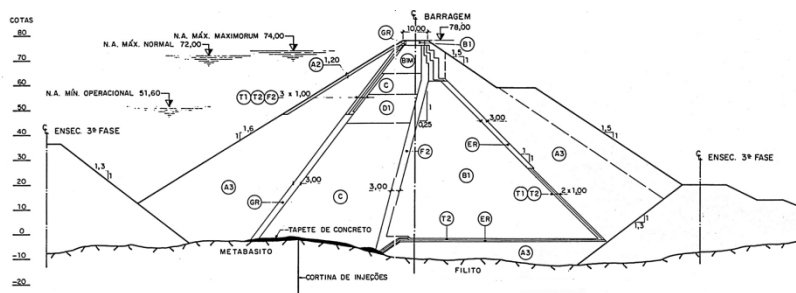 COTAS
80
70
60
50
40
30
20
10
0
-10
-20
N.A. MÁX. MAXIMORUM 74,00
N.A. MÁX. NORMAL 72,00
N.A. MÍN. OPERACIONAL 51,60
℄ BARRAGEM
10,00
78,00
GR
B1
1,5
1
A2
1,20
B1M
T1 T2 F2 3 x 1,00
C
D1
1
0,25
1,6
1
℄
ENSEC. 3ª FASE
1,3
1
A3
GR
3,00
C
3,00
F2
B1
3,00
ER
1
1
A3
1,5
1
T1 T2
2 x 1,00
℄
ENSEC. 3ª FASE
1,3
1
T2
ER
A3
TAPETE DE CONCRETO
METABASITO
FILITO
CORTINA DE INJEÇÕES